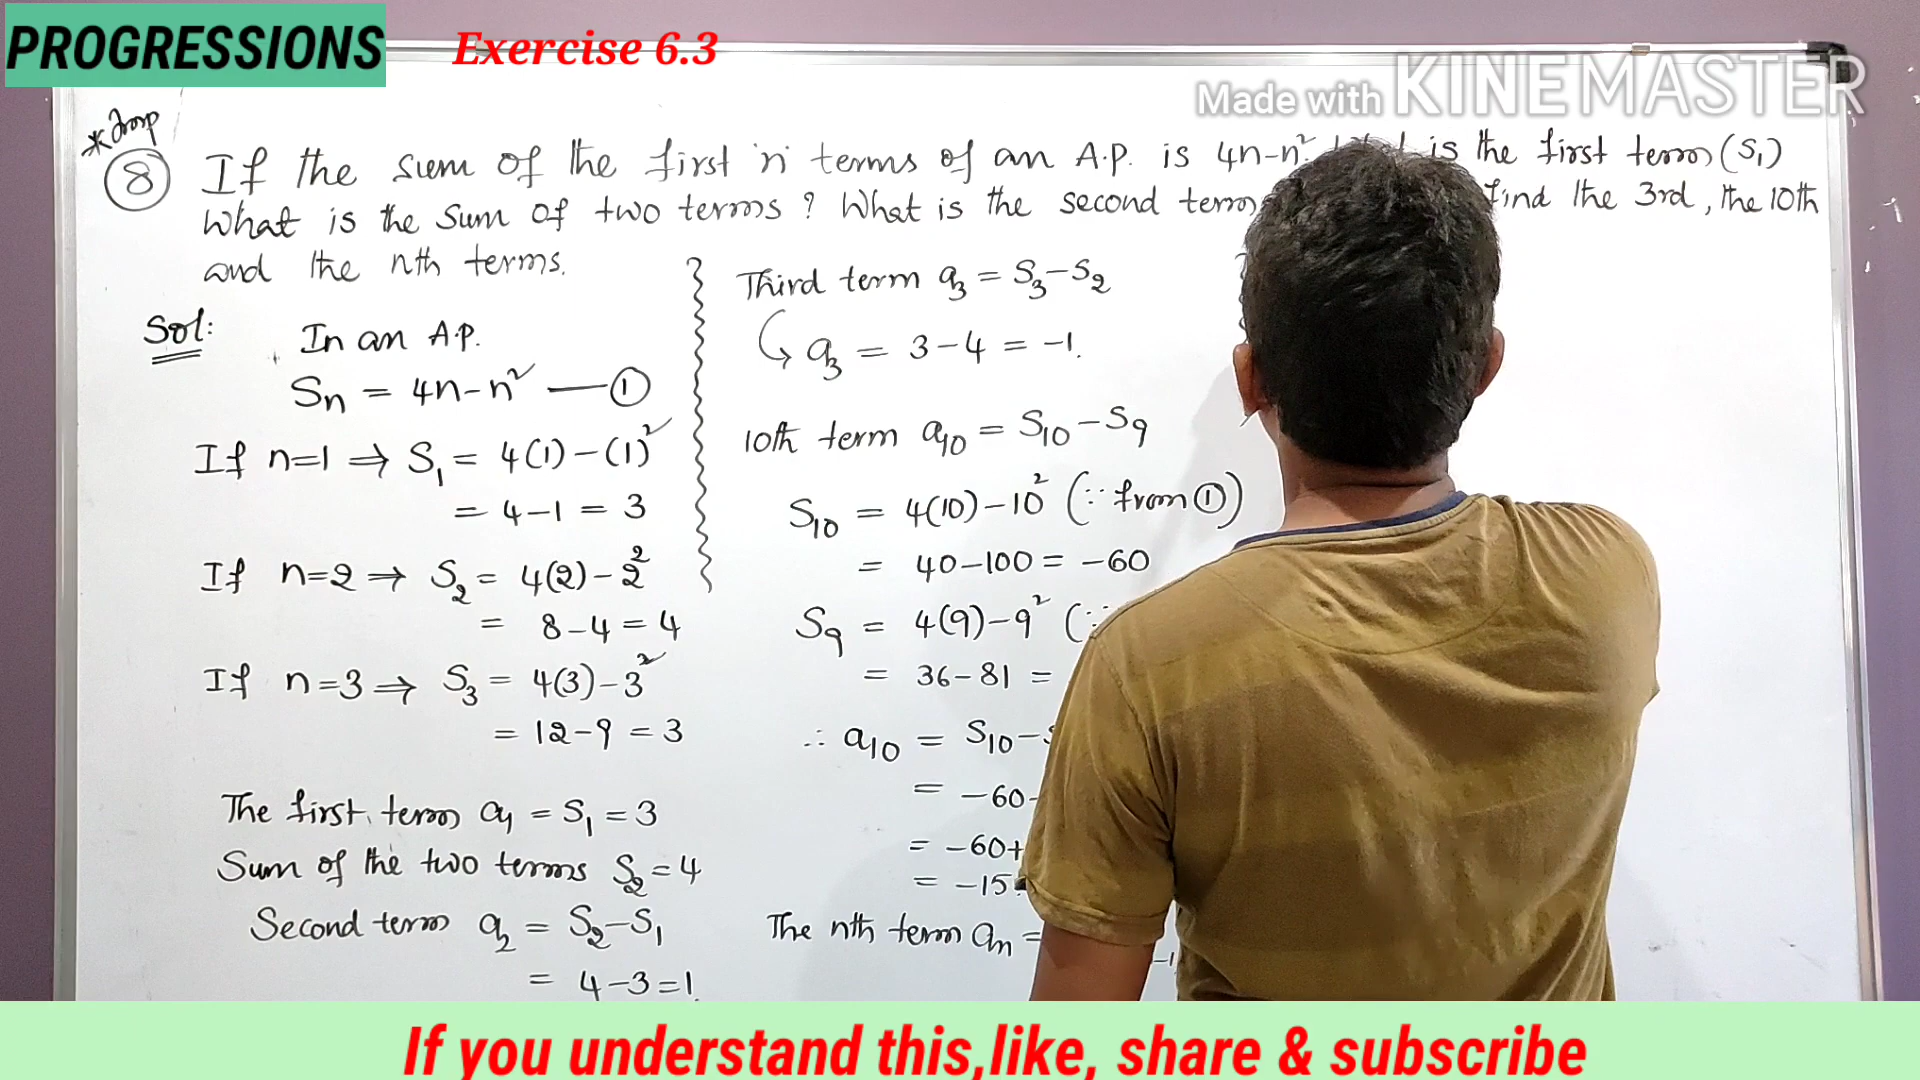 PROGRESSIONS
Exercise 6.3
Made with KINEMASTER
* Imp
8 If the sum of the first 'n' terms of an A.P. is 4n-n². is the first term (S₁)
What is the sum of two terms? What is the second term find the 3rd, the 10th
and the nth terms.
Sol:
In an A.P.
Sₙ = 4n-n² — ①
If n=1 ⇒ S₁ = 4(1)-(1)²
= 4-1 = 3
If n=2 ⇒ S₂ = 4(2)-2²
= 8-4 = 4
If n=3 ⇒ S₃ = 4(3)-3²
= 12-9 = 3
The first term a₁ = S₁ = 3
Sum of the two terms S₂ = 4
Second term a₂ = S₂-S₁
= 4-3=1.
Third term a₃ = S₃-S₂
a₃ = 3-4 = -1.
10th term a₁₀ = S₁₀-S₉
S₁₀ = 4(10)-10² (∵ from ①)
= 40-100 = -60
S₉ = 4(9)-9² (∵
= 36-81 =
∴ a₁₀ = S₁₀-
= -60-
= -60+
= -15.
The nth term aₙ =
If you understand this,like, share & subscribe